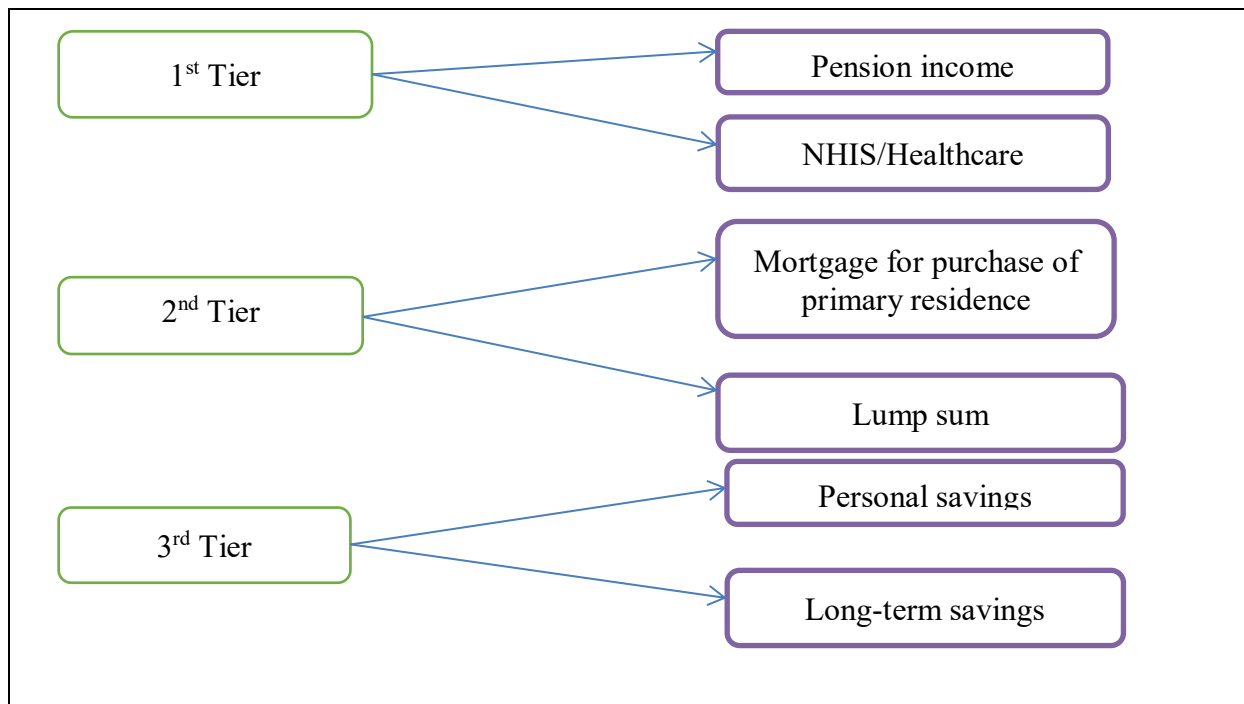 1st Tier
Pension income
NHIS/Healthcare
2nd Tier
Mortgage for purchase of
primary residence
Lump sum
3rd Tier
Personal savings
Long-term savings